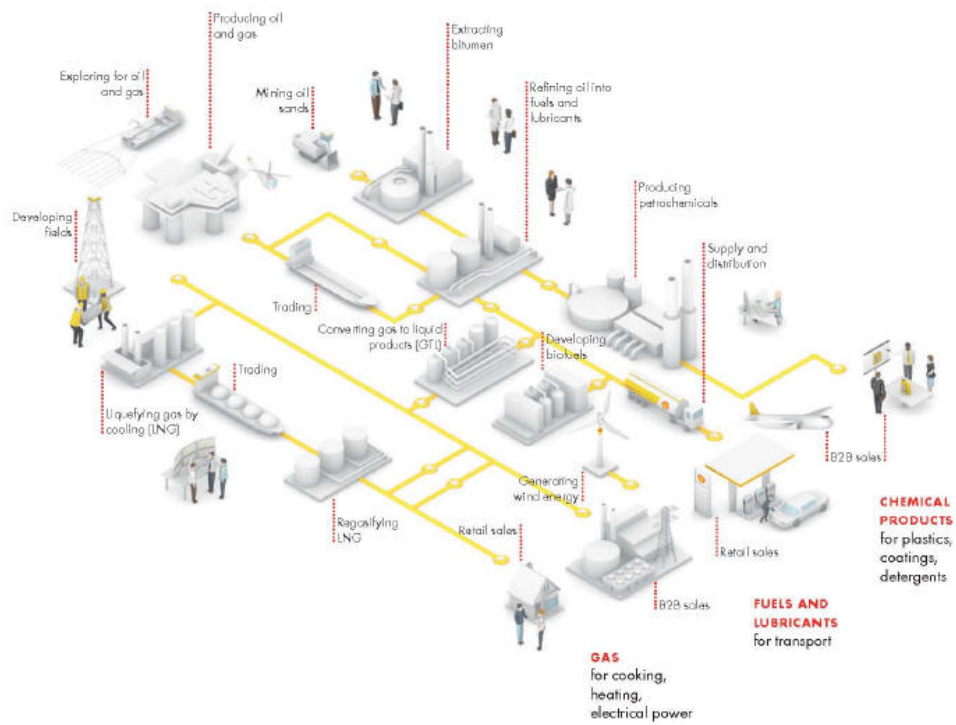 Producing oil
and gas
Extracting
bitumen
Exploring for oil
and gas
Mining oil
sands
Refining oil into
fuels and
lubricants
Producing
petrochemicals
Developing
fields
Supply and
distribution
Trading
Converting gas to liquid
products (GTL)
Developing
biofuels
Trading
Liquefying gas by
cooling (LNG)
B2B sales
Generating
wind energy
Regasifying
LNG
Retail sales
Retail sales
B2B sales
CHEMICAL
PRODUCTS
for plastics,
coatings,
detergents
FUELS AND
LUBRICANTS
for transport
GAS
for cooking,
heating,
electrical power